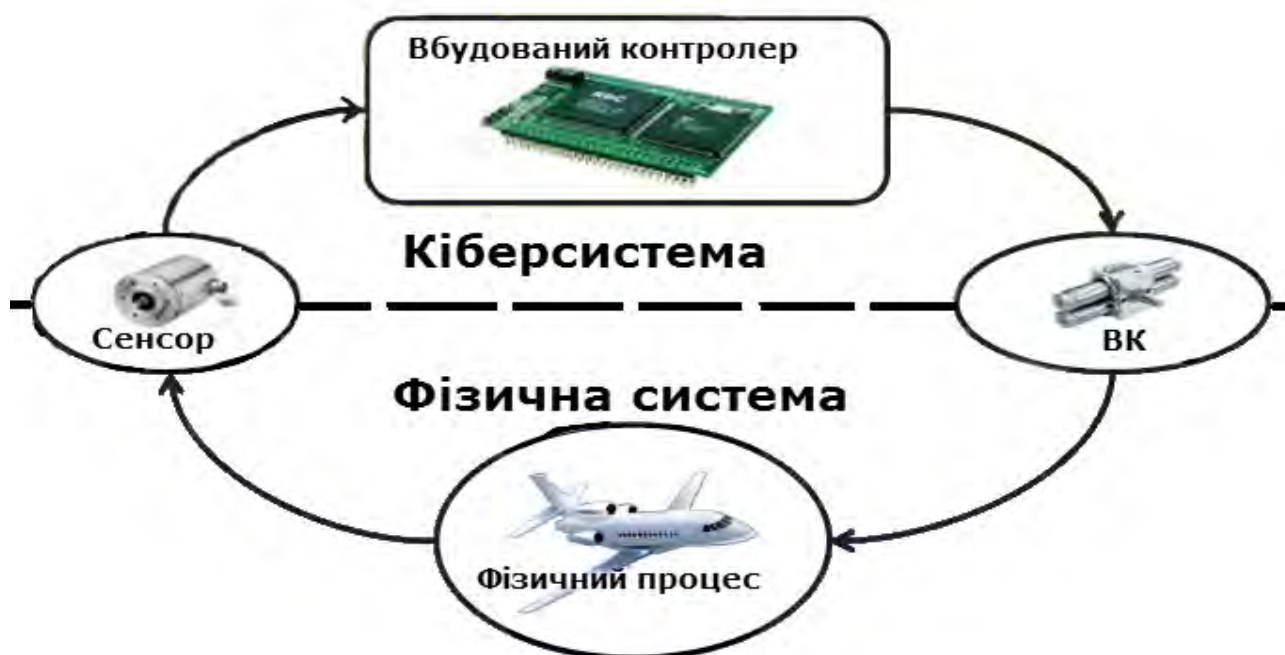 Вбудований контролер
Кіберсистема
Сенсор
ВК
Фізична система
Фізичний процес